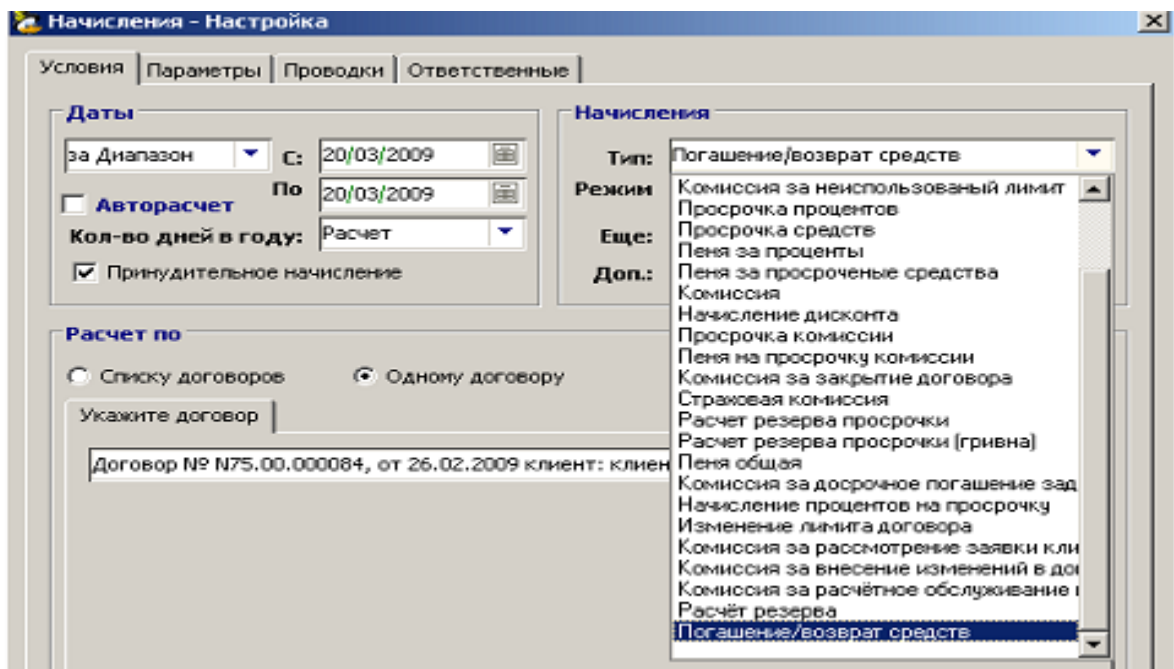 Начисления - Настройка
Условия Параметры Проводки Ответственные
Даты
за Диапазон С: 20/03/2009
По 20/03/2009
Авторасчет
Кол-во дней в году: Расчет
Принудительное начисление
Начисления
Тип: Погашение/возврат средств
Режим
Еще:
Доп.:
Комиссия за неиспользованый лимит
Просрочка процентов
Просрочка средств
Пеня за проценты
Пеня за просроченые средства
Комиссия
Начисление дисконта
Просрочка комиссии
Пеня на просрочку комиссии
Комиссия за закрытие договора
Страховая комиссия
Расчет резерва просрочки
Расчет резерва просрочки (гривна)
Пеня общая
Комиссия за досрочное погашение зад
Начисление процентов на просрочку
Изменение лимита договора
Комиссия за рассмотрение заявки кли
Комиссия за внесение изменений в до
Комиссия за расчётное обслуживание
Расчёт резерва
Погашение/возврат средств
Расчет по
Списку договоров Одному договору
Укажите договор
Договор № N75.00.000084, от 26.02.2009 клиент: клиен